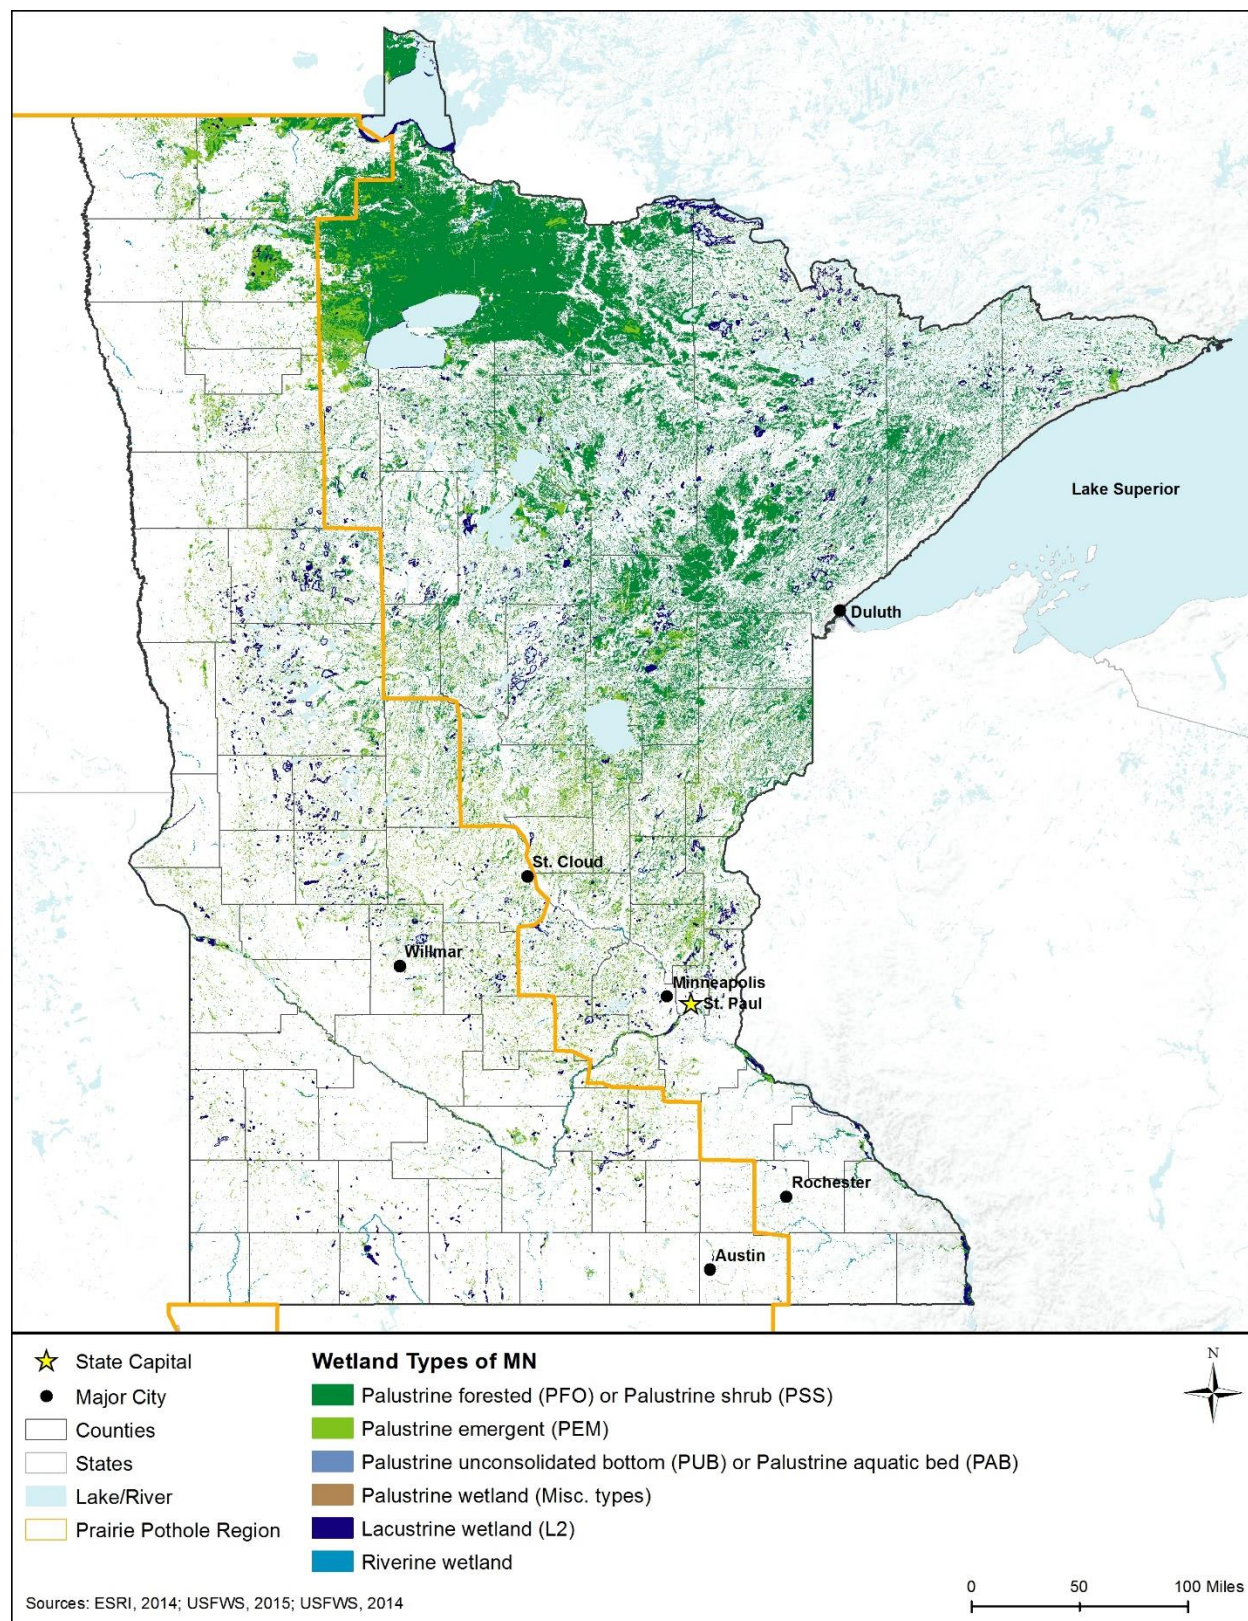 Lake Superior
Duluth
St. Cloud
Willmar
Minneapolis
St. Paul
Rochester
Austin
State Capital
Major City
Counties
States
Lake/River
Prairie Pothole Region
Wetland Types of MN
Palustrine forested (PFO) or Palustrine shrub (PSS)
Palustrine emergent (PEM)
Palustrine unconsolidated bottom (PUB) or Palustrine aquatic bed (PAB)
Palustrine wetland (Misc. types)
Lacustrine wetland (L2)
Riverine wetland
N
Sources: ESRI, 2014; USFWS, 2015; USFWS, 2014
0 50 100 Miles